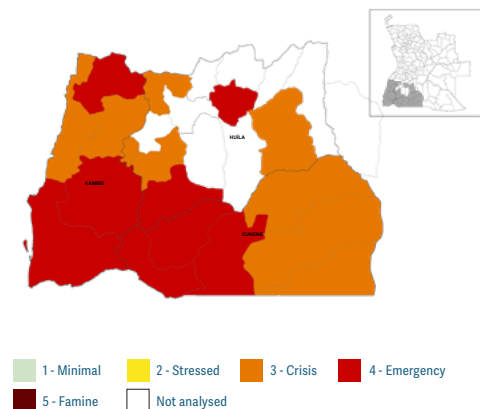 HUÍLA
NAMIBE
CUNENE
1 - Minimal
2 - Stressed
3 - Crisis
4 - Emergency
5 - Famine
Not analysed